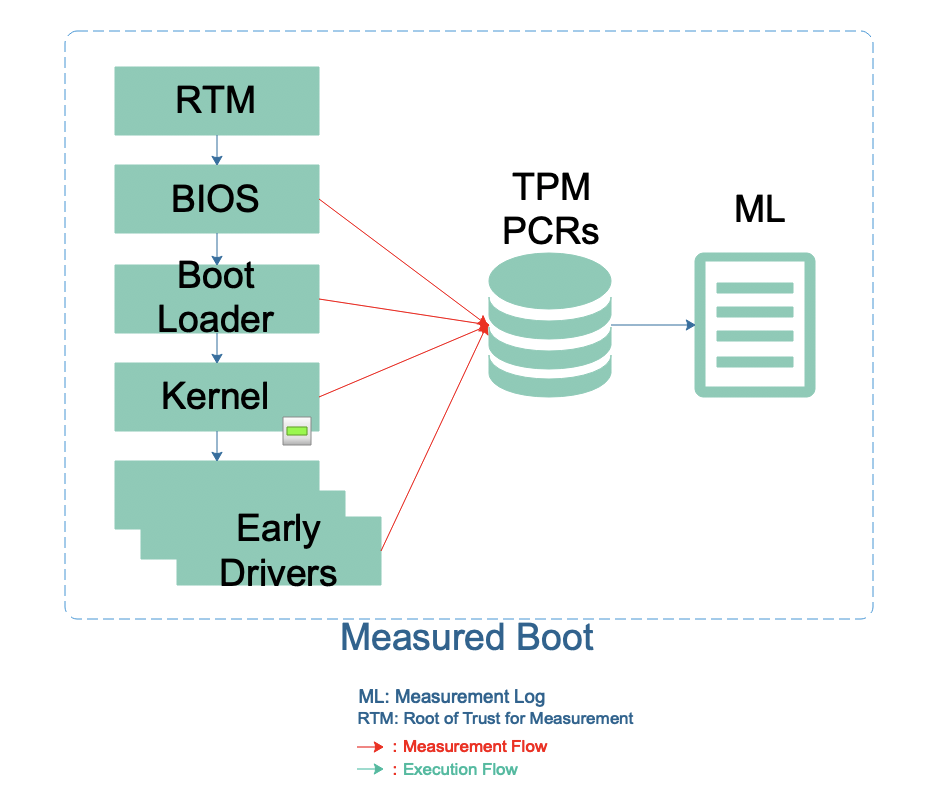 RTM
BIOS
Boot
Loader
Kernel
Early
Drivers
TPM
PCRs
ML
Measured Boot
ML: Measurement Log
RTM: Root of Trust for Measurement
: Measurement Flow
: Execution Flow